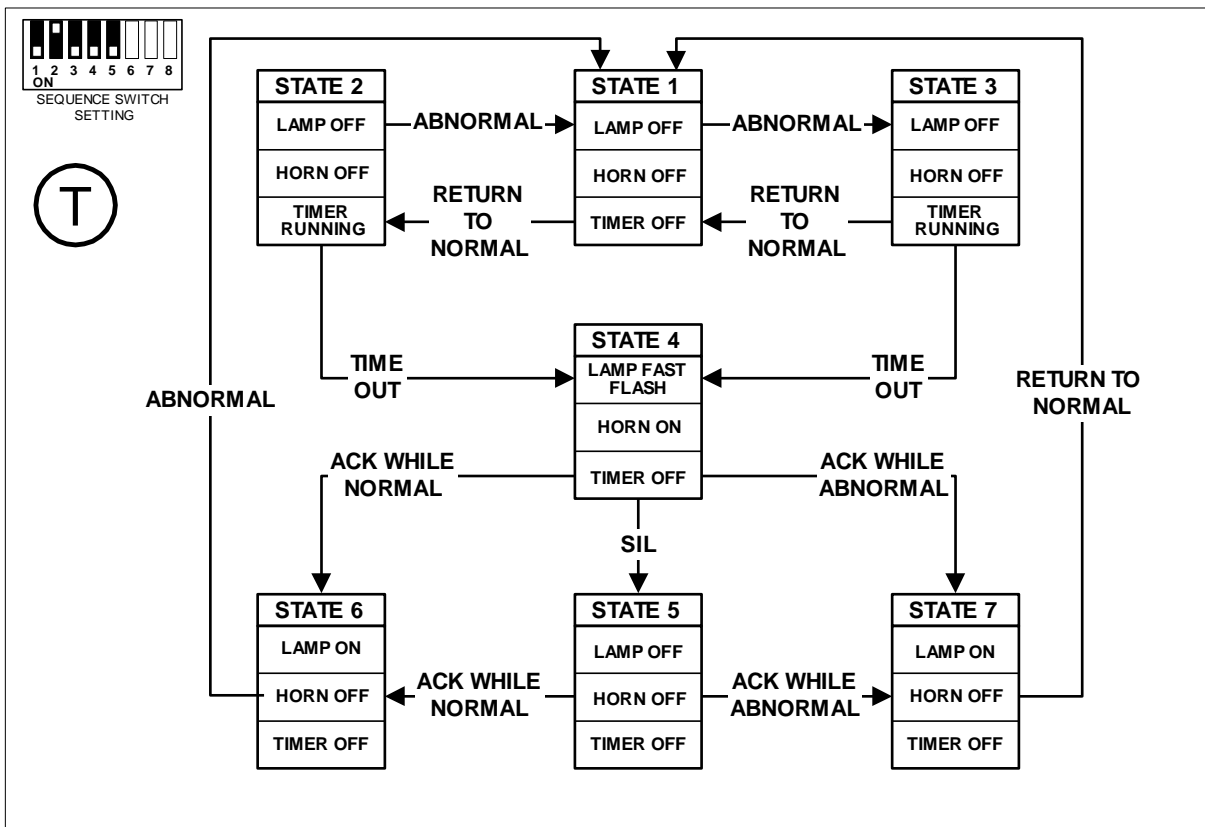 1 2 3 4 5 6 7 8
ON
SEQUENCE SWITCH
SETTING
T
STATE 2
LAMP OFF
HORN OFF
TIMER
RUNNING
ABNORMAL
RETURN
TO
NORMAL
STATE 1
LAMP OFF
HORN OFF
TIMER OFF
ABNORMAL
RETURN
TO
NORMAL
STATE 3
LAMP OFF
HORN OFF
TIMER
RUNNING
ABNORMAL
TIME
OUT
STATE 4
LAMP FAST
FLASH
HORN ON
TIMER OFF
TIME
OUT
RETURN TO
NORMAL
ACK WHILE
NORMAL
SIL
ACK WHILE
ABNORMAL
STATE 6
LAMP ON
HORN OFF
TIMER OFF
ACK WHILE
NORMAL
STATE 5
LAMP OFF
HORN OFF
TIMER OFF
ACK WHILE
ABNORMAL
STATE 7
LAMP ON
HORN OFF
TIMER OFF